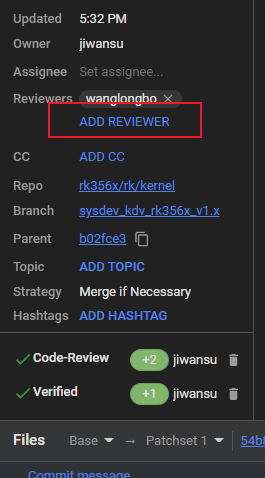 Updated 5:32 PM
Owner jiwansu
Assignee Set assignee...
Reviewers wanglongbo
ADD REVIEWER
CC ADD CC
Repo rk356x/rk/kernel
Branch sysdev_kdv_rk356x_v1.x
Parent b02fce3
Topic ADD TOPIC
Strategy Merge if Necessary
Hashtags ADD HASHTAG
Code-Review +2 jiwansu
Verified +1 jiwansu
Files Base → Patchset 1
Commit message